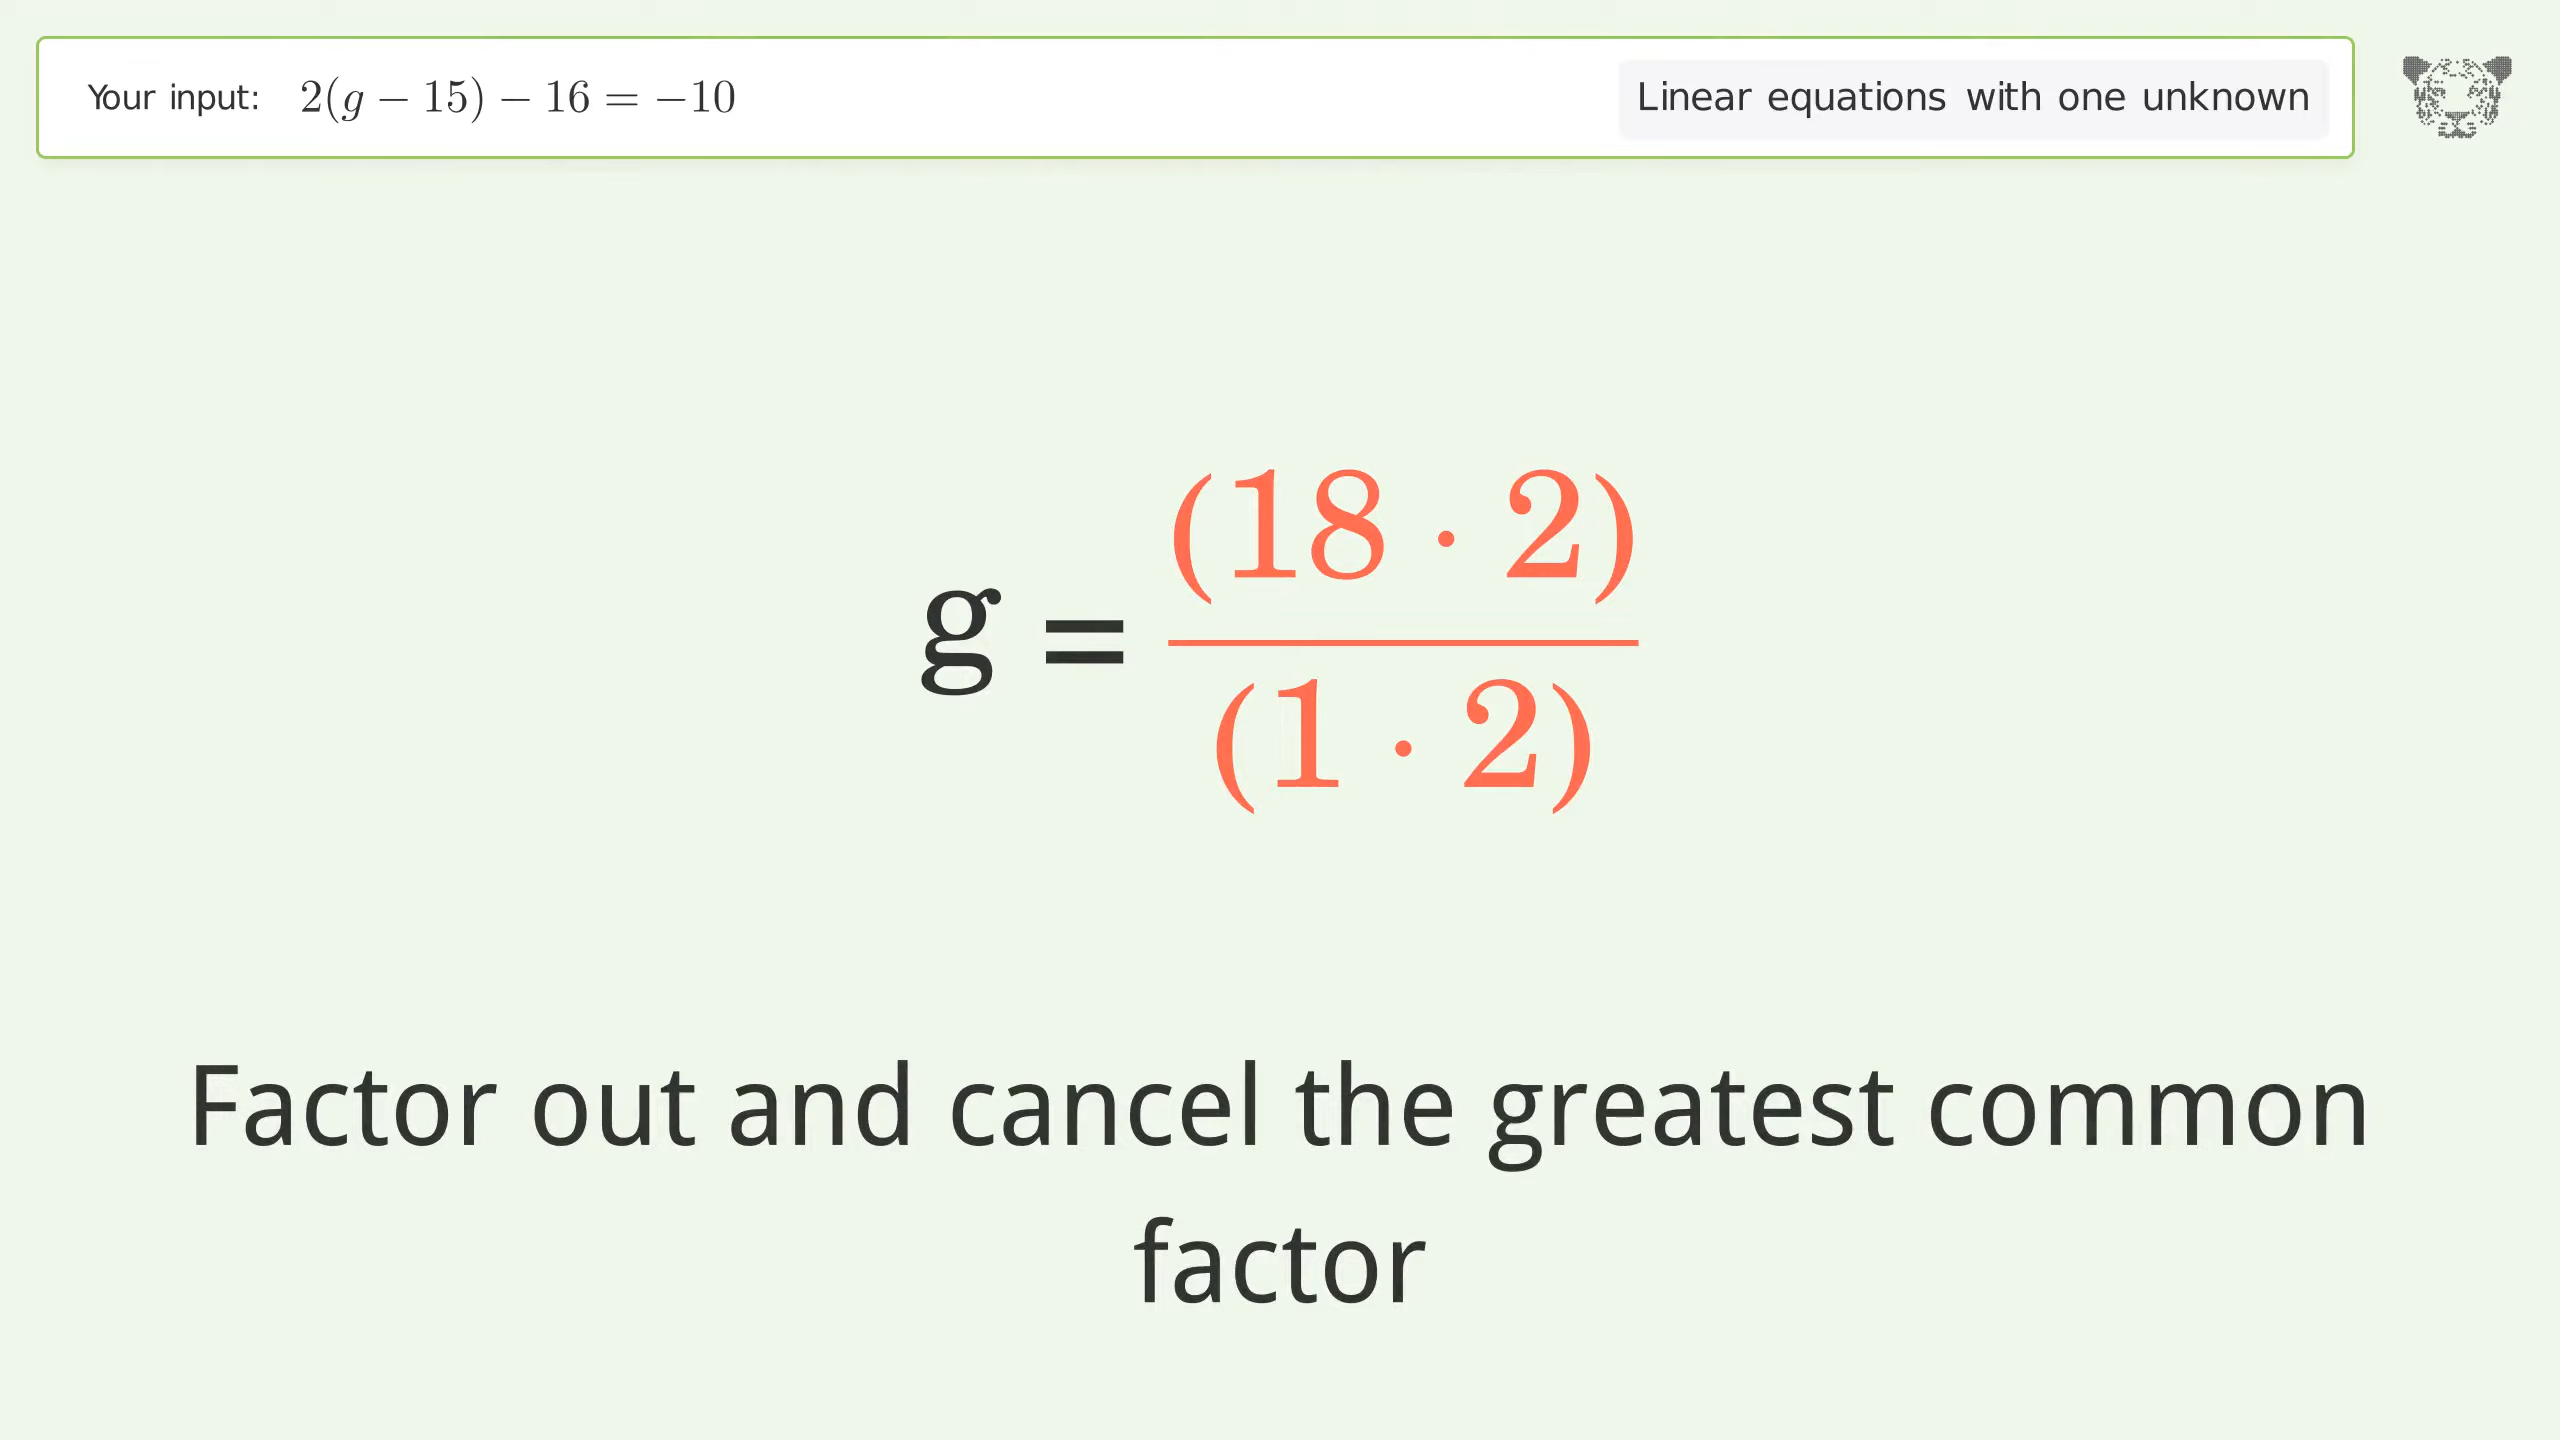 Your input: 2(g − 15) − 16 = −10
Linear equations with one unknown
g = (18 · 2) / (1 · 2)
Factor out and cancel the greatest common
factor